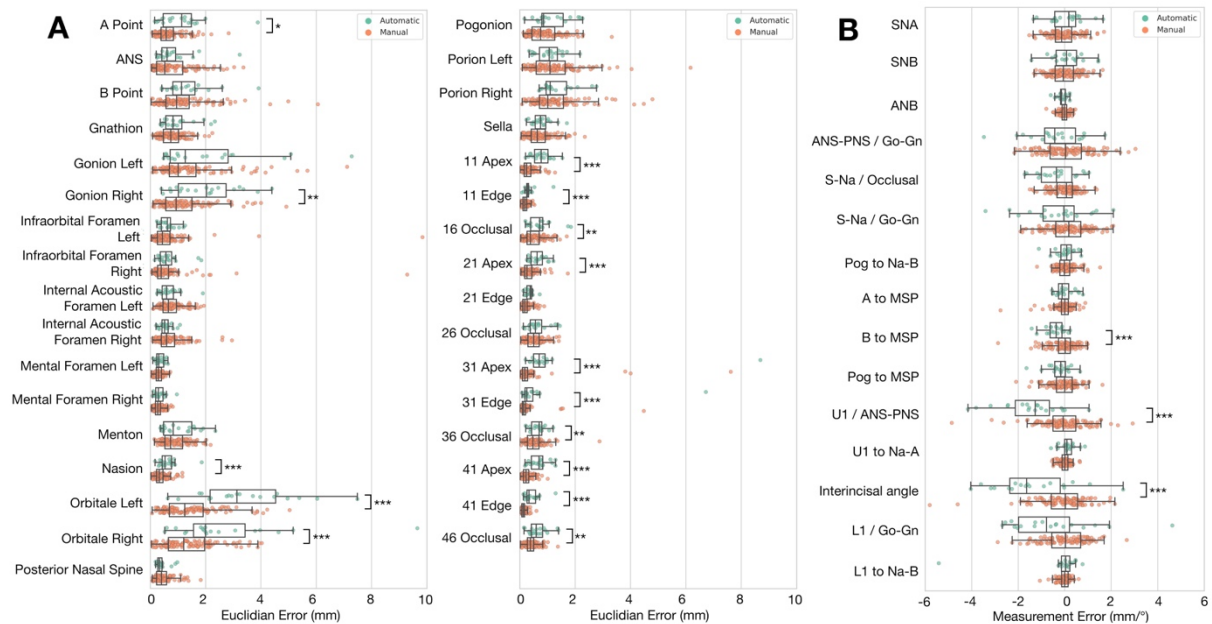 A
Automatic
Manual
A Point
*
ANS
B Point
Gnathion
Gonion Left
Gonion Right
**
Infraorbital Foramen
Left
Infraorbital Foramen
Right
Internal Acoustic
Foramen Left
Internal Acoustic
Foramen Right
Mental Foramen Left
Mental Foramen Right
Menton
Nasion
***
Orbitale Left
***
Orbitale Right
***
Posterior Nasal Spine
0 2 4 6 8 10
Euclidian Error (mm)
Automatic
Manual
Pogonion
Porion Left
Porion Right
Sella
11 Apex
***
11 Edge
***
16 Occlusal
**
21 Apex
***
21 Edge
26 Occlusal
31 Apex
***
31 Edge
***
36 Occlusal
**
41 Apex
***
41 Edge
***
46 Occlusal
**
0 2 4 6 8 10
Euclidian Error (mm)
B
Automatic
Manual
SNA
SNB
ANB
ANS-PNS / Go-Gn
S-Na / Occlusal
S-Na / Go-Gn
Pog to Na-B
A to MSP
B to MSP
***
Pog to MSP
U1 / ANS-PNS
***
U1 to Na-A
Interincisal angle
***
L1 / Go-Gn
L1 to Na-B
-6 -4 -2 0 2 4 6
Measurement Error (mm/°)